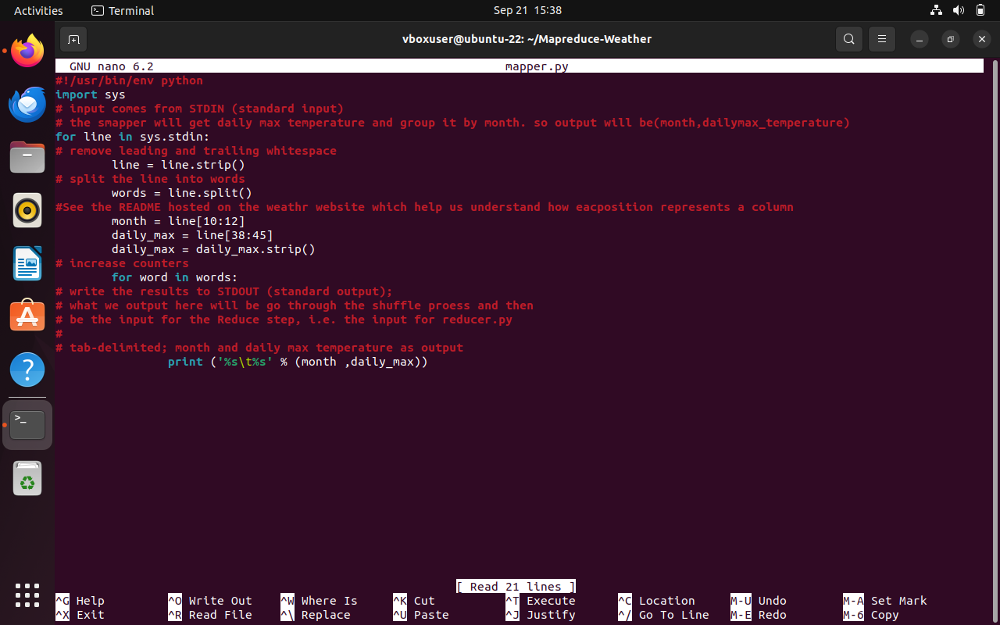 Activities Terminal Sep 21 15:38
vboxuser@ubuntu-22: ~/Mapreduce-Weather
GNU nano 6.2 mapper.py
#!/usr/bin/env python
import sys
# input comes from STDIN (standard input)
# the smapper will get daily max temperature and group it by month. so output will be(month,dailymax_temperature)
for line in sys.stdin:
# remove leading and trailing whitespace
        line = line.strip()
# split the line into words
        words = line.split()
#See the README hosted on the weathr website which help us understand how eacposition represents a column
        month = line[10:12]
        daily_max = line[38:45]
        daily_max = daily_max.strip()
# increase counters
        for word in words:
# write the results to STDOUT (standard output);
# what we output here will be go through the shuffle proess and then
# be the input for the Reduce step, i.e. the input for reducer.py
#
# tab-delimited; month and daily max temperature as output
                print ('%s\t%s' % (month ,daily_max))
[ Read 21 lines ]
^G Help ^O Write Out ^W Where Is ^K Cut ^T Execute ^C Location M-U Undo M-A Set Mark
^X Exit ^R Read File ^\ Replace ^U Paste ^J Justify ^/ Go To Line M-E Redo M-6 Copy